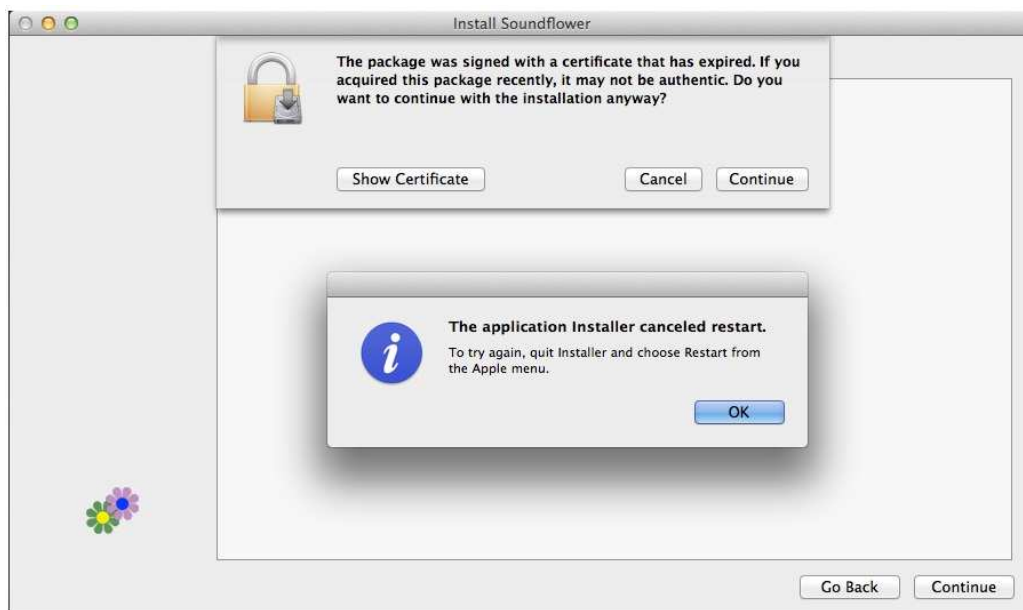 Install Soundflower
The package was signed with a certificate that has expired. If you
acquired this package recently, it may not be authentic. Do you
want to continue with the installation anyway?
Show Certificate
Cancel
Continue
The application Installer canceled restart.
To try again, quit Installer and choose Restart from
the Apple menu.
OK
Go Back
Continue